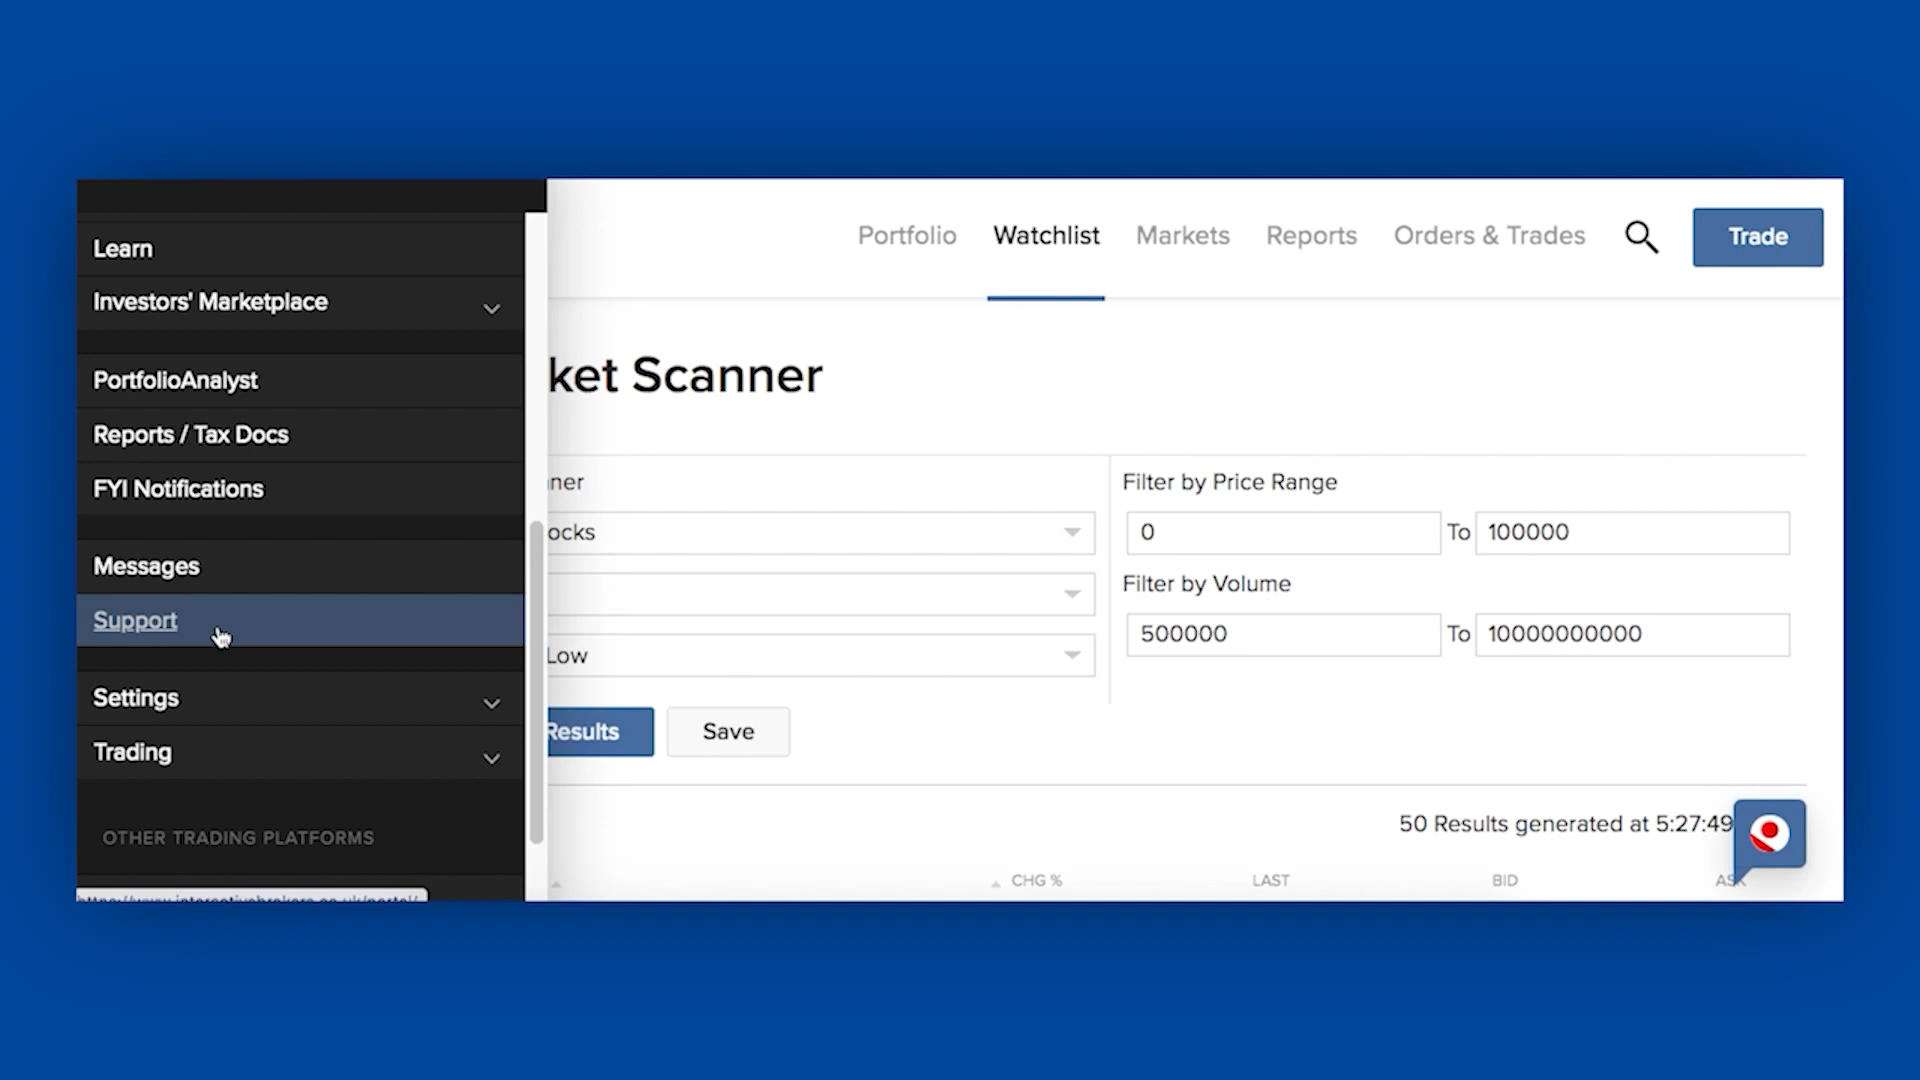 Learn
Investors' Marketplace
PortfolioAnalyst
Reports / Tax Docs
FYI Notifications
Messages
Support
Settings
Trading
OTHER TRADING PLATFORMS
Portfolio Watchlist Markets Reports Orders & Trades Trade
ket Scanner
ner
ocks
Low
Results Save
Filter by Price Range
0 To 100000
Filter by Volume
500000 To 10000000000
50 Results generated at 5:27:49
CHG % LAST BID ASK